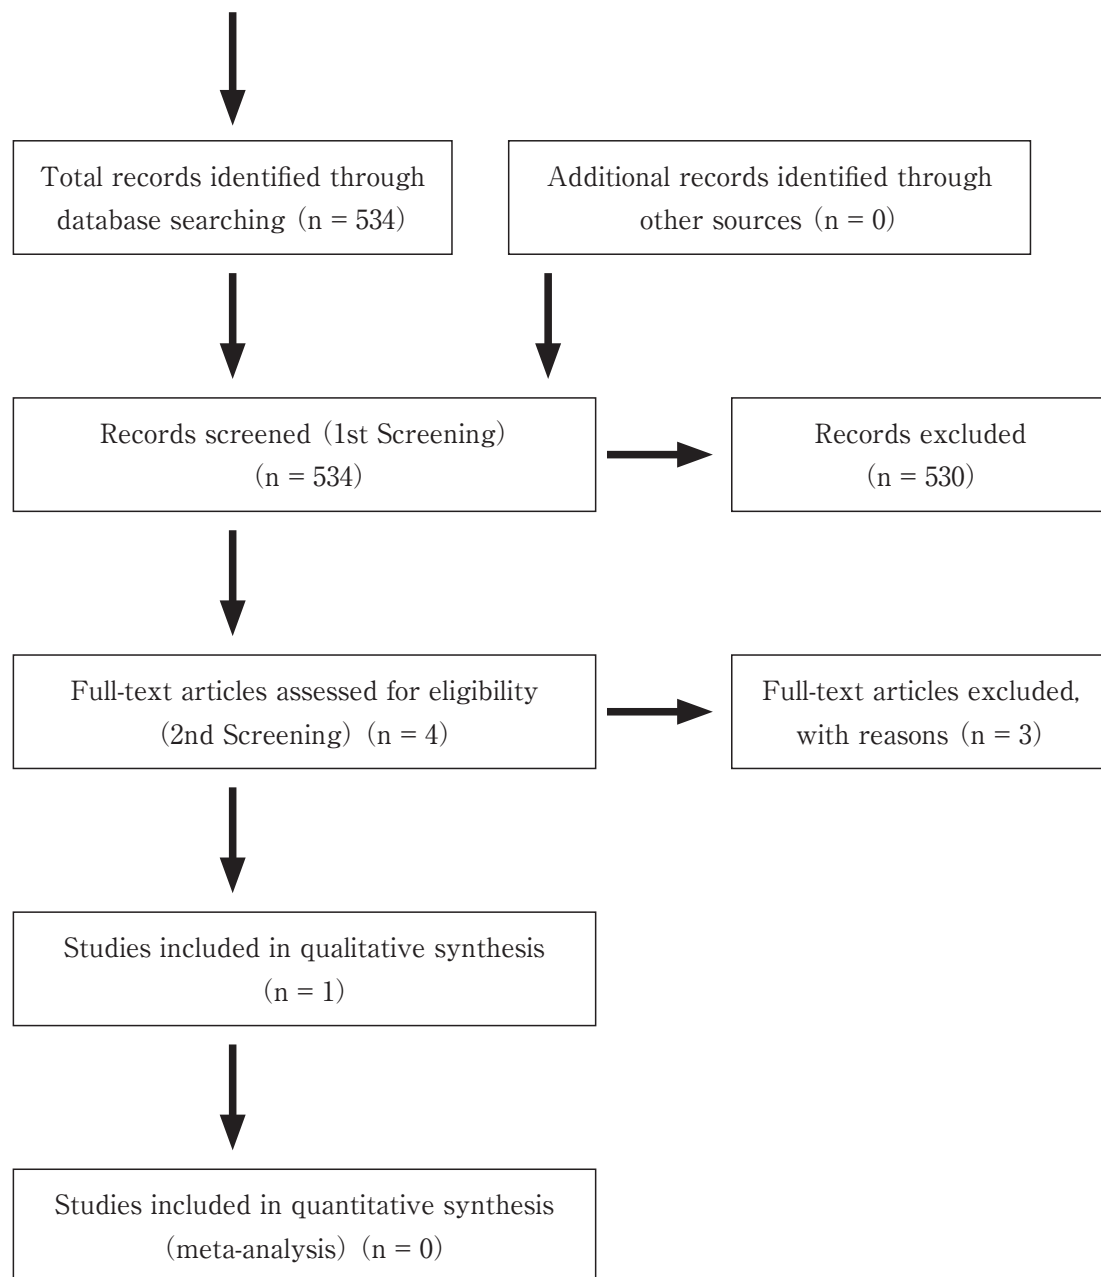 Total records identified through
database searching (n = 534)
Additional records identified through
other sources (n = 0)
Records screened (1st Screening)
(n = 534)
Records excluded
(n = 530)
Full-text articles assessed for eligibility
(2nd Screening) (n = 4)
Full-text articles excluded,
with reasons (n = 3)
Studies included in qualitative synthesis
(n = 1)
Studies included in quantitative synthesis
(meta-analysis) (n = 0)